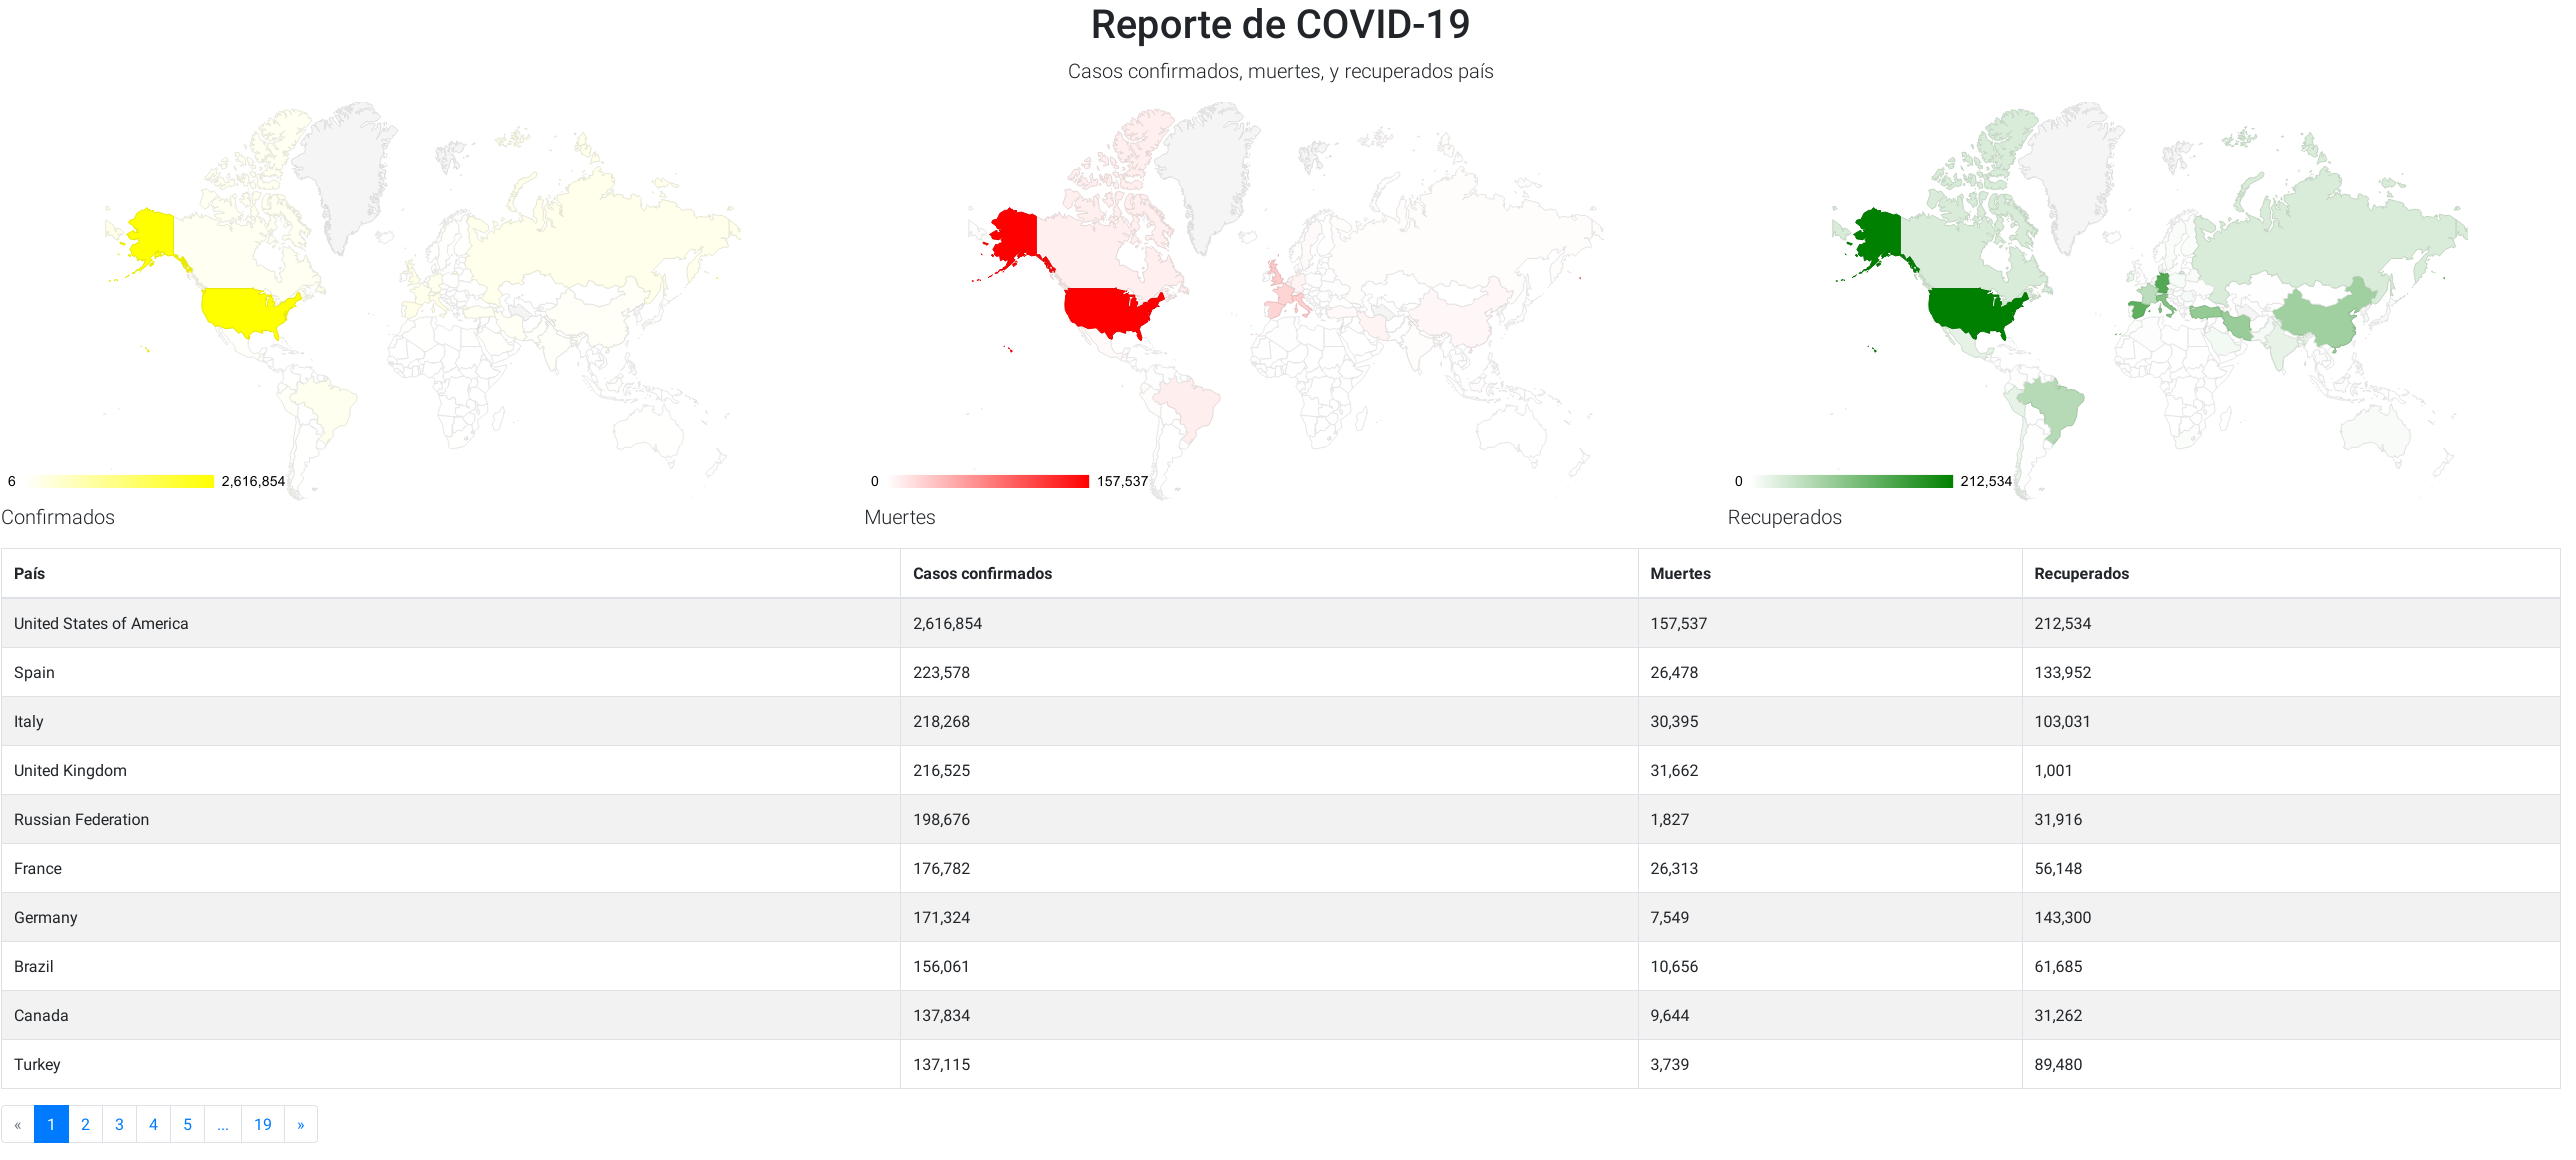 Reporte de COVID-19
Casos confirmados, muertes, y recuperados país
6 2,616,854
Confirmados
0 157,537
Muertes
0 212,534
Recuperados
País Casos confirmados Muertes Recuperados
United States of America 2,616,854 157,537 212,534
Spain 223,578 26,478 133,952
Italy 218,268 30,395 103,031
United Kingdom 216,525 31,662 1,001
Russian Federation 198,676 1,827 31,916
France 176,782 26,313 56,148
Germany 171,324 7,549 143,300
Brazil 156,061 10,656 61,685
Canada 137,834 9,644 31,262
Turkey 137,115 3,739 89,480
« 1 2 3 4 5 ... 19 »